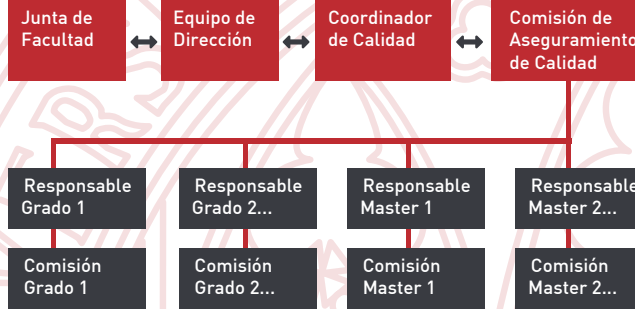 Junta de
Facultad
Equipo de
Dirección
Coordinador
de Calidad
Comisión de
Aseguramiento
de Calidad
Responsable
Grado 1
Responsable
Grado 2...
Responsable
Master 1
Responsable
Master 2...
Comisión
Grado 1
Comisión
Grado 2...
Comisión
Master 1
Comisión
Master 2...